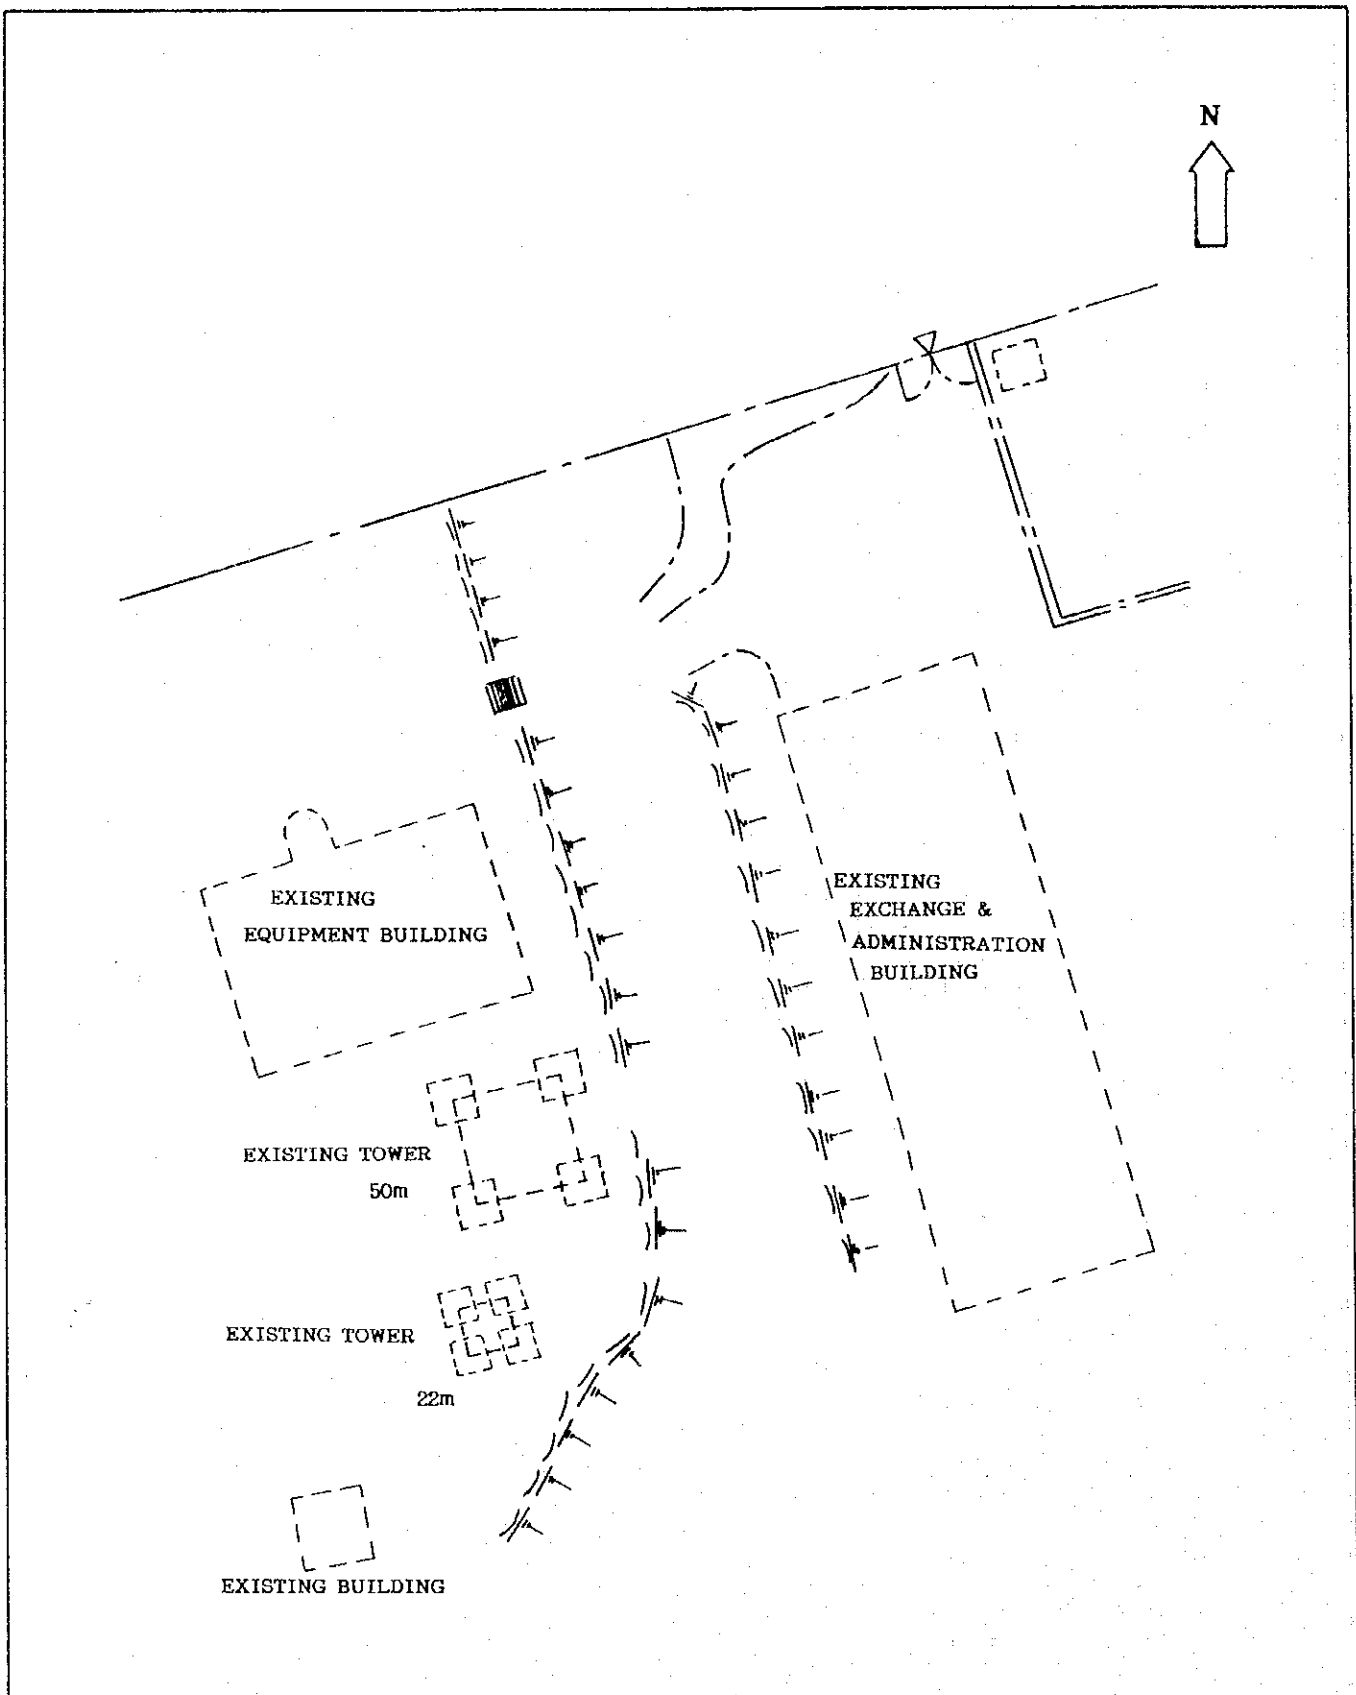 N
EXISTING
EQUIPMENT BUILDING
EXISTING
EXCHANGE &
ADMINISTRATION
BUILDING
EXISTING TOWER
50m
EXISTING TOWER
22m
EXISTING BUILDING